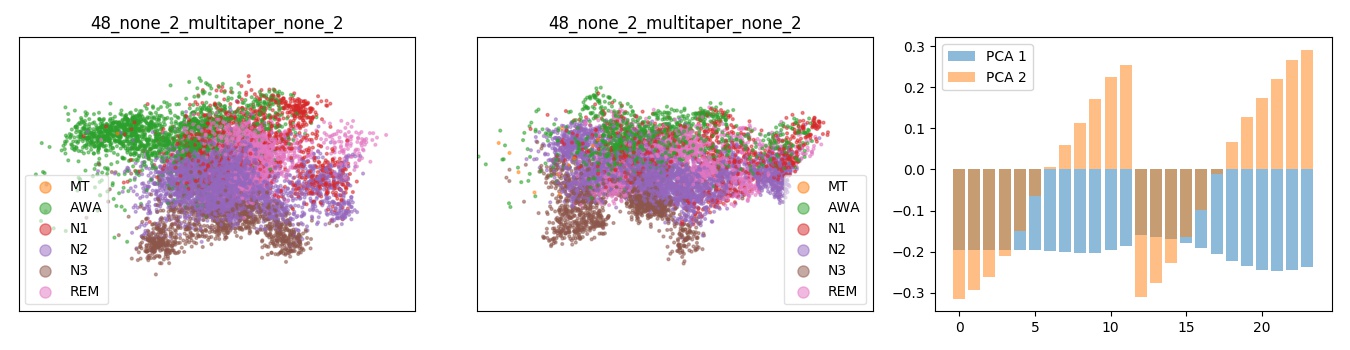 48_none_2_multitaper_none_2
MT
AWA
N1
N2
N3
REM
48_none_2_multitaper_none_2
MT
AWA
N1
N2
N3
REM
PCA 1
PCA 2
0.3
0.2
0.1
0.0
−0.1
−0.2
−0.3
0 5 10 15 20